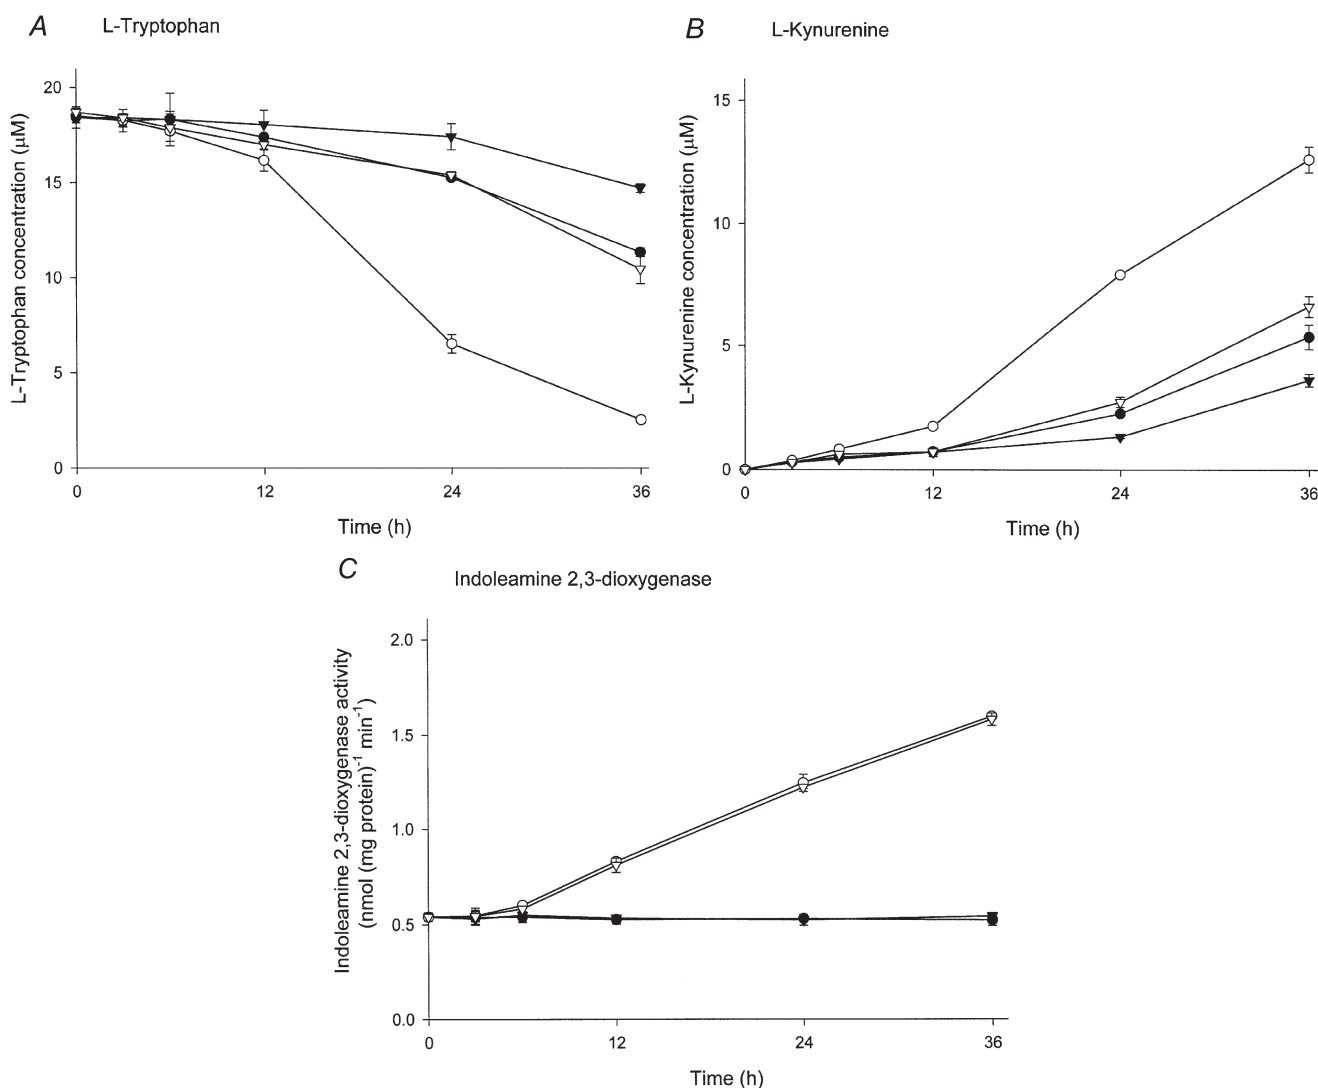 A L-Tryptophan
L-Tryptophan concentration (μM)
20
15
10
5
0
0 12 24 36
Time (h)
B L-Kynurenine
L-Kynurenine concentration (μM)
15
10
5
0
0 12 24 36
Time (h)
C Indoleamine 2,3-dioxygenase
Indoleamine 2,3-dioxygenase activity
(nmol (mg protein)⁻¹ min⁻¹)
2.0
1.5
1.0
0.5
0.0
0 12 24 36
Time (h)